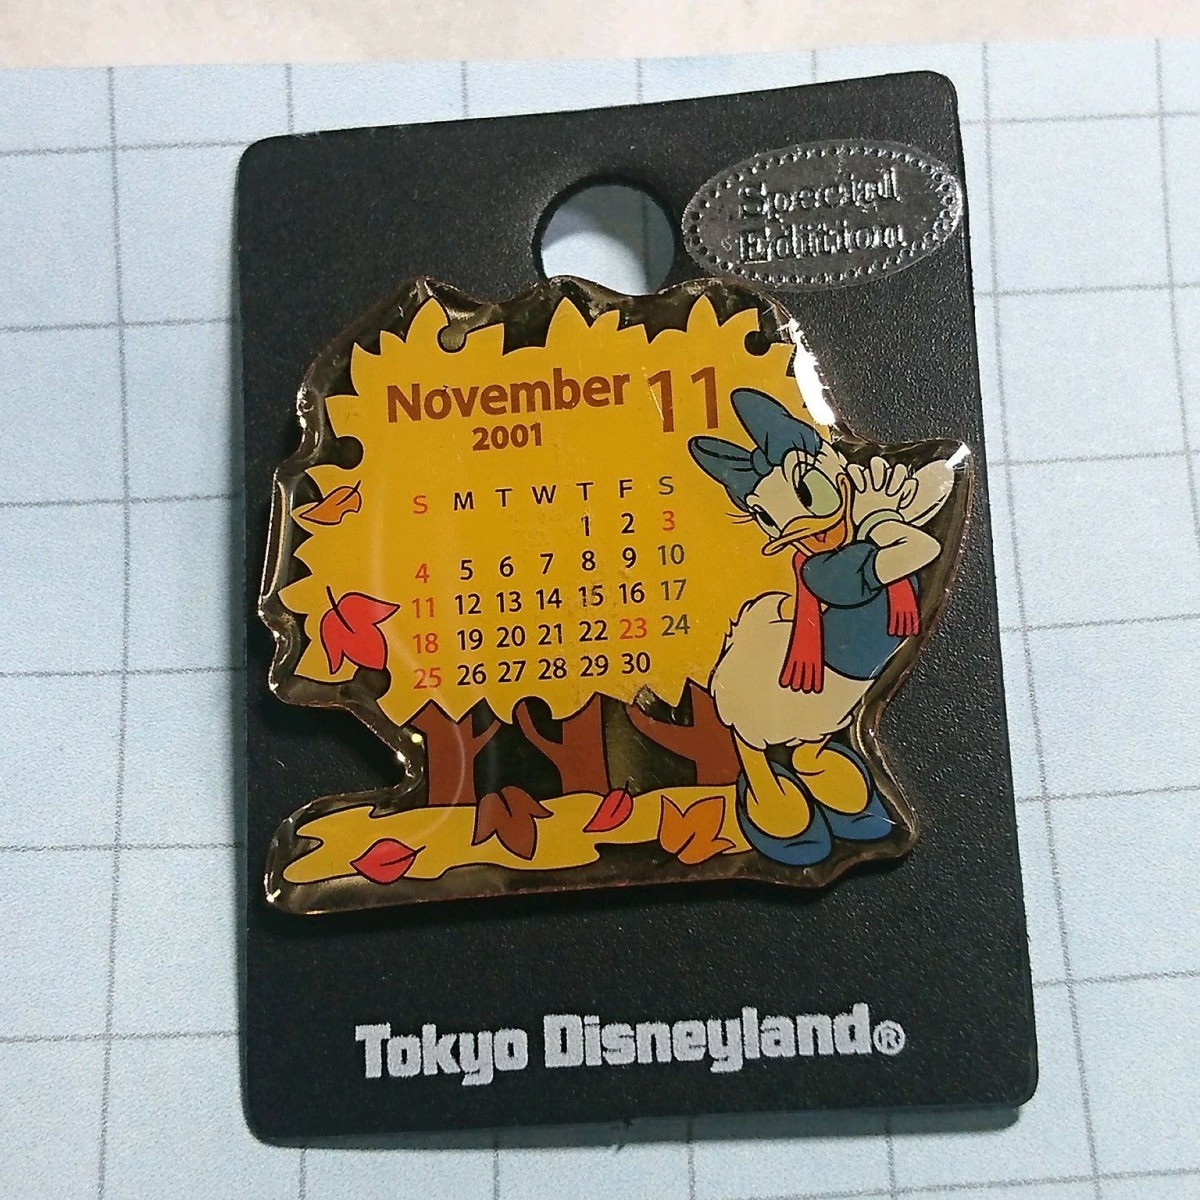 Special
Edition
November 11
2001
S M T W T F S
1 2 3
4 5 6 7 8 9 10
11 12 13 14 15 16 17
18 19 20 21 22 23 24
25 26 27 28 29 30
Tokyo Disneyland®